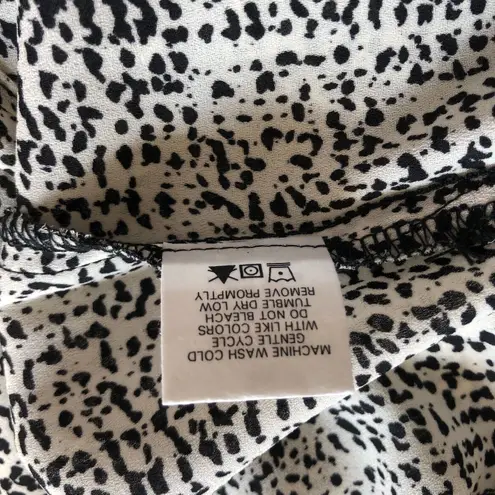 MACHINE WASH COLD
GENTLE CYCLE
WITH LIKE COLORS
DO NOT BLEACH
TUMBLE DRY LOW
REMOVE PROMPTLY